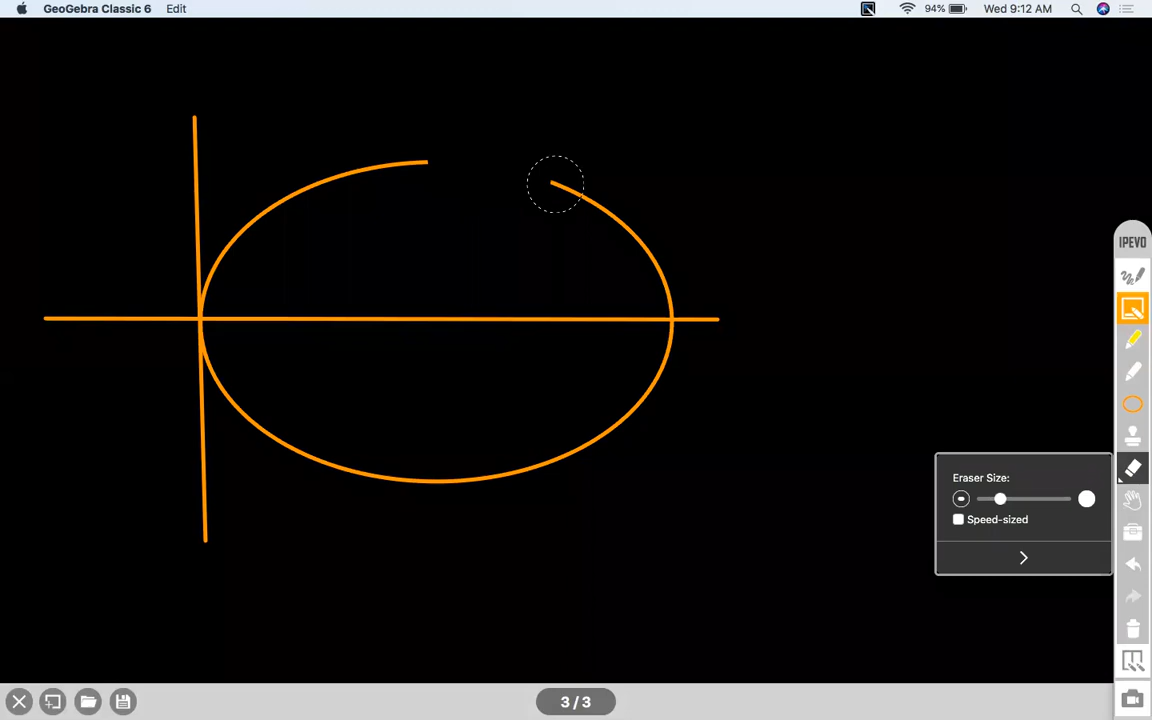 GeoGebra Classic 6 Edit 94% Wed 9:12 AM
IPEVO
Eraser Size:
Speed-sized
3 / 3